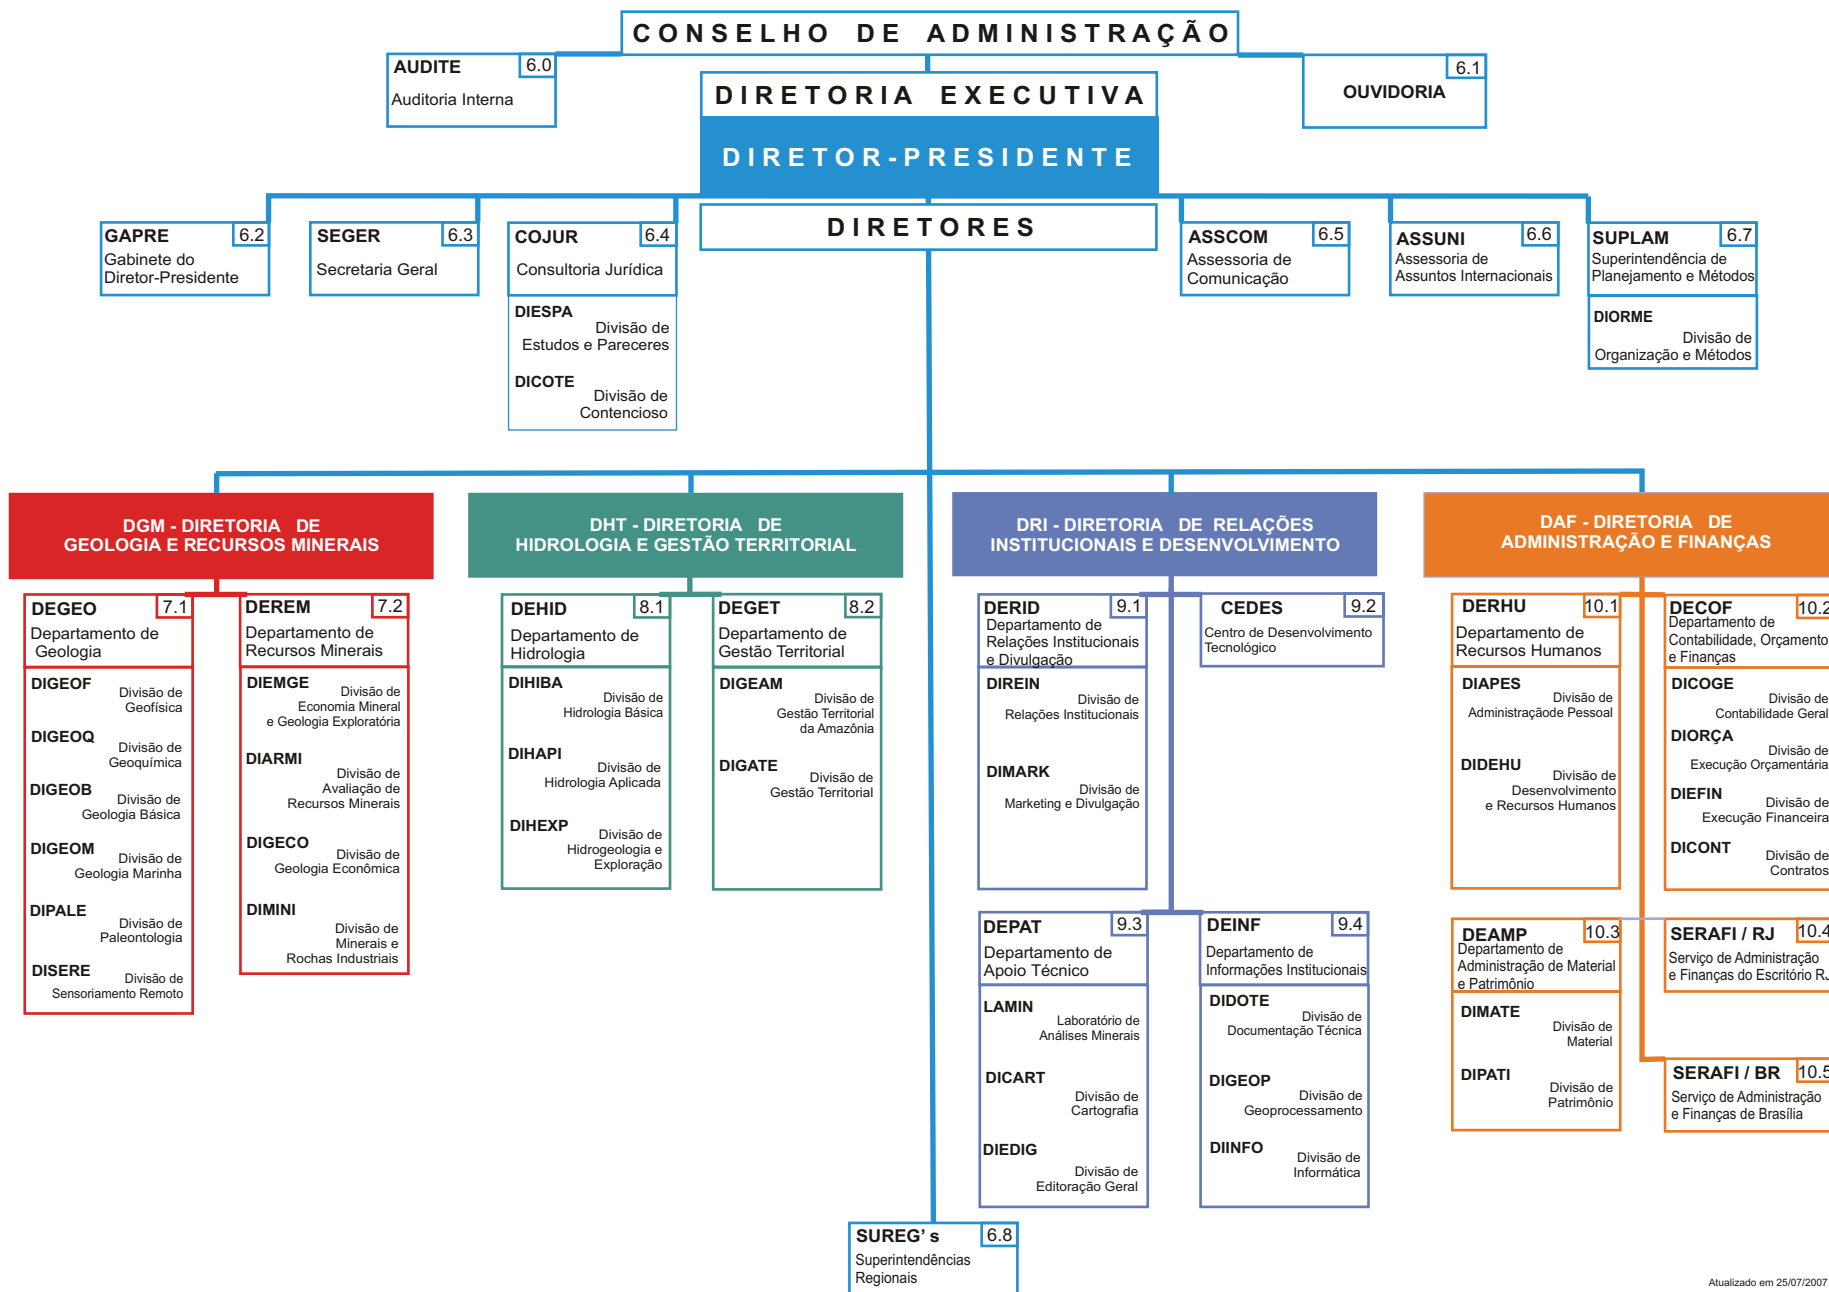 CONSELHO DE ADMINISTRAÇÃO
AUDITE 6.0
Auditoria Interna
6.1
OUVIDORIA
DIRETORIA EXECUTIVA
DIRETOR-PRESIDENTE
DIRETORES
GAPRE 6.2
Gabinete do
Diretor-Presidente
SEGER 6.3
Secretaria Geral
COJUR 6.4
Consultoria Jurídica
DIESPA
Divisão de
Estudos e Pareceres
DICOTE
Divisão de
Contencioso
ASSCOM 6.5
Assessoria de
Comunicação
ASSUNI 6.6
Assessoria de
Assuntos Internacionais
SUPLAM 6.7
Superintendência de
Planejamento e Métodos
DIORME
Divisão de
Organização e Métodos
DGM - DIRETORIA DE
GEOLOGIA E RECURSOS MINERAIS
DEGEO 7.1
Departamento de
Geologia
DIGEOF
Divisão de
Geofísica
DIGEOQ
Divisão de
Geoquímica
DIGEOB
Divisão de
Geologia Básica
DIGEOM
Divisão de
Geologia Marinha
DIPALE
Divisão de
Paleontologia
DISERE
Divisão de
Sensoriamento Remoto
DEREM 7.2
Departamento de
Recursos Minerais
DIEMGE
Divisão de
Economia Mineral
e Geologia Exploratória
DIARMI
Divisão de
Avaliação de
Recursos Minerais
DIGECO
Divisão de
Geologia Econômica
DIMINI
Divisão de
Minerais e
Rochas Industriais
DHT - DIRETORIA DE
HIDROLOGIA E GESTÃO TERRITORIAL
DEHID 8.1
Departamento de
Hidrologia
DIHIBA
Divisão de
Hidrologia Básica
DIHAPI
Divisão de
Hidrologia Aplicada
DIHEXP
Divisão de
Hidrogeologia e
Exploração
DEGET 8.2
Departamento de
Gestão Territorial
DIGEAM
Divisão de
Gestão Territorial
da Amazônia
DIGATE
Divisão de
Gestão Territorial
DRI - DIRETORIA DE RELAÇÕES
INSTITUCIONAIS E DESENVOLVIMENTO
DERID 9.1
Departamento de
Relações Institucionais
e Divulgação
DIREIN
Divisão de
Relações Institucionais
DIMARK
Divisão de
Marketing e Divulgação
CEDES 9.2
Centro de Desenvolvimento
Tecnológico
DEPAT 9.3
Departamento de
Apoio Técnico
LAMIN
Laboratório de
Análises Minerais
DICART
Divisão de
Cartografia
DIEDIG
Divisão de
Editoração Geral
DEINF 9.4
Departamento de
Informações Institucionais
DIDOTE
Divisão de
Documentação Técnica
DIGEOP
Divisão de
Geoprocessamento
DIINFO
Divisão de
Informática
DAF - DIRETORIA DE
ADMINISTRAÇÃO E FINANÇAS
DERHU 10.1
Departamento de
Recursos Humanos
DIAPES
Divisão de
Administraçãode Pessoal
DIDEHU
Divisão de
Desenvolvimento
e Recursos Humanos
DECOF 10.2
Departamento de
Contabilidade, Orçamento
e Finanças
DICOGE
Divisão de
Contabilidade Geral
DIORÇA
Divisão de
Execução Orçamentária
DIEFIN
Divisão de
Execução Financeira
DICONT
Divisão de
Contratos
DEAMP 10.3
Departamento de
Administração de Material
e Patrimônio
DIMATE
Divisão de
Material
DIPATI
Divisão de
Patrimônio
SERAFI / RJ 10.4
Serviço de Administração
e Finanças do Escritório RJ
SERAFI / BR 10.5
Serviço de Administração
e Finanças de Brasília
SUREG' s 6.8
Superintendências
Regionais
Atualizado em 25/07/2007